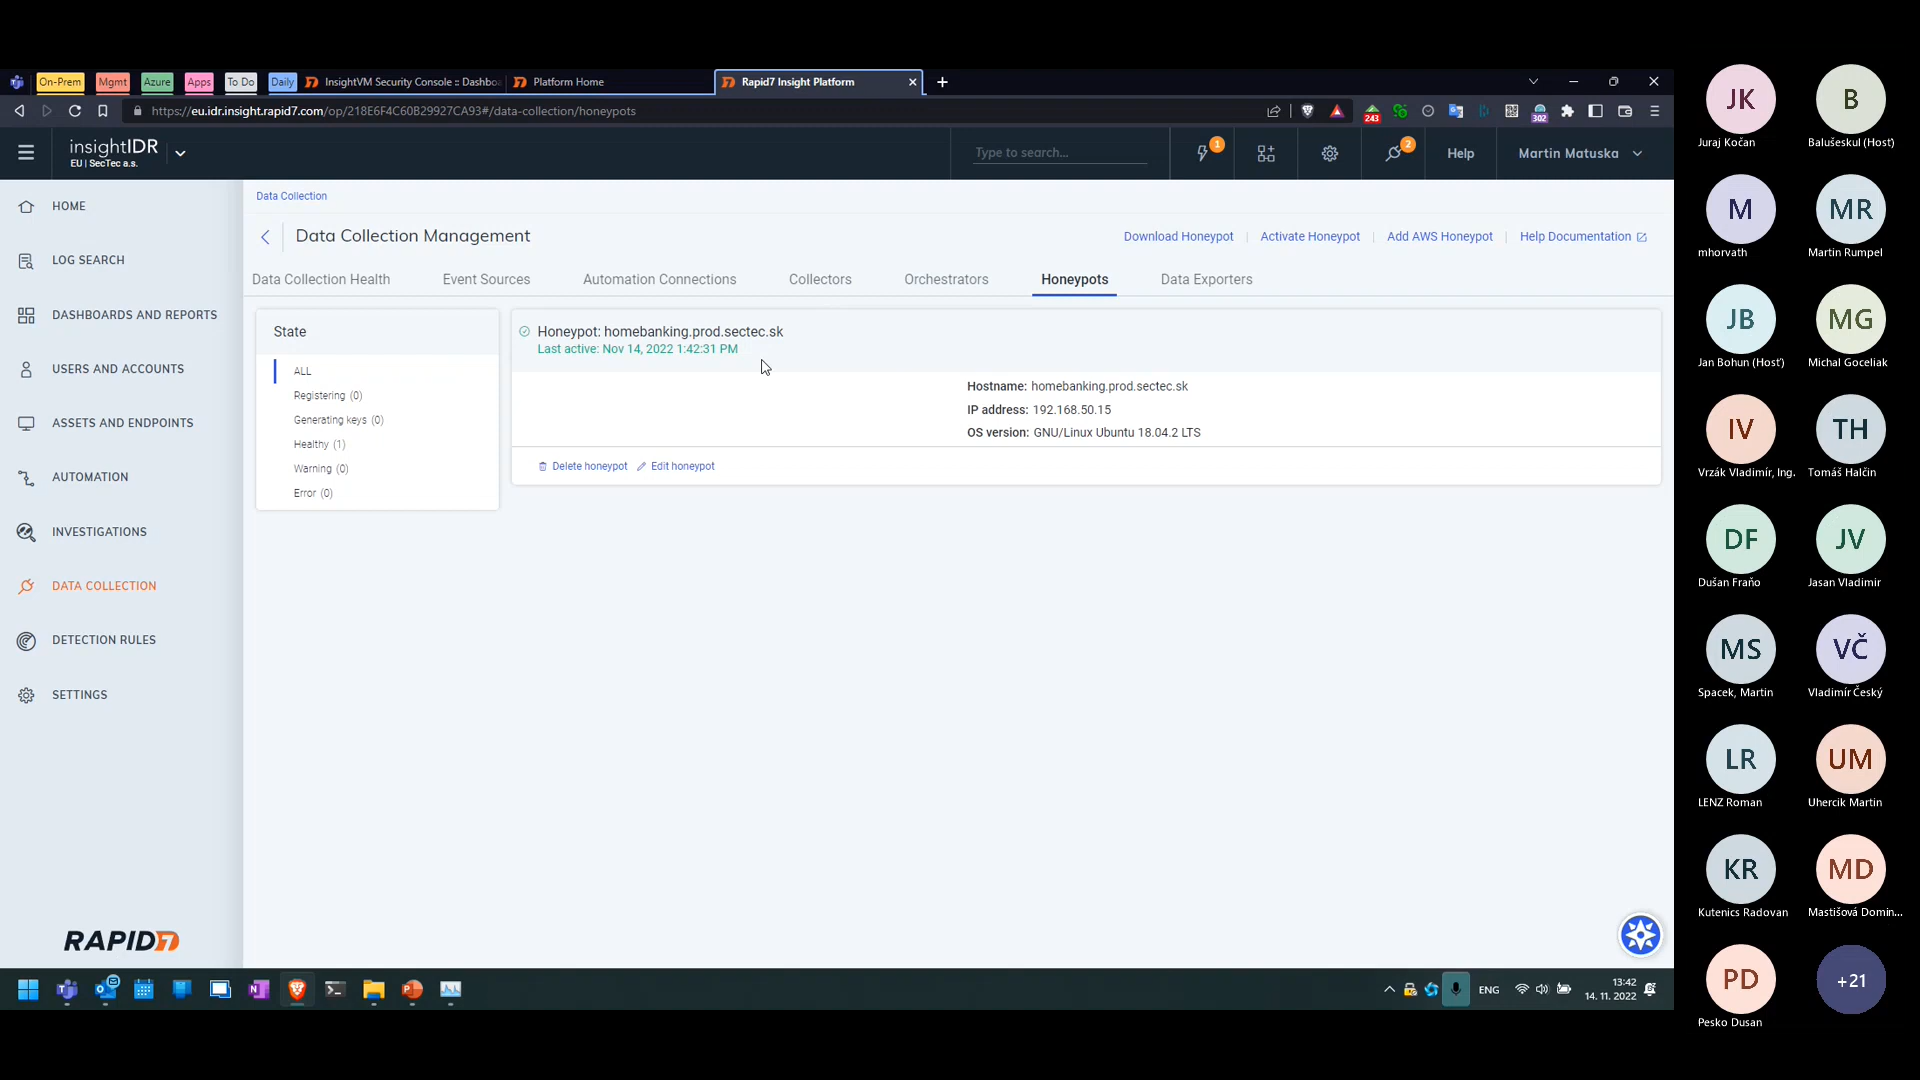 On-Prem
Mgmt
Azure
Apps
To Do
Daily
InsightVM Security Console :: Dashbo
Platform Home
Rapid7 Insight Platform
https://eu.idr.insight.rapid7.com/op/218E6F4C60B29927CA93#/data-collection/honeypots
243
302
insightIDR
EU | SecTec a.s.
Type to search...
1
2
Help
Martin Matuska
HOME
LOG SEARCH
DASHBOARDS AND REPORTS
USERS AND ACCOUNTS
ASSETS AND ENDPOINTS
AUTOMATION
INVESTIGATIONS
DATA COLLECTION
DETECTION RULES
SETTINGS
RAPID7
Data Collection
Data Collection Management
Download Honeypot
Activate Honeypot
Add AWS Honeypot
Help Documentation
Data Collection Health
Event Sources
Automation Connections
Collectors
Orchestrators
Honeypots
Data Exporters
State
ALL
Registering (0)
Generating keys (0)
Healthy (1)
Warning (0)
Error (0)
Honeypot: homebanking.prod.sectec.sk
Last active: Nov 14, 2022 1:42:31 PM
Hostname: homebanking.prod.sectec.sk
IP address: 192.168.50.15
OS version: GNU/Linux Ubuntu 18.04.2 LTS
Delete honeypot
Edit honeypot
ENG
13:42
14. 11. 2022
JK
Juraj Kočan
B
Balušeskul (Hosť)
M
mhorvath
MR
Martin Rumpel
JB
Jan Bohun (Hosť)
MG
Michal Goceliak
IV
Vrzák Vladimír, Ing.
TH
Tomáš Halčin
DF
Dušan Fraňo
JV
Jasan Vladimir
MS
Spacek, Martin
VČ
Vladimír Český
LR
LENZ Roman
UM
Uhercik Martin
KR
Kutenics Radovan
MD
Mastišová Domin...
PD
Pesko Dusan
+21